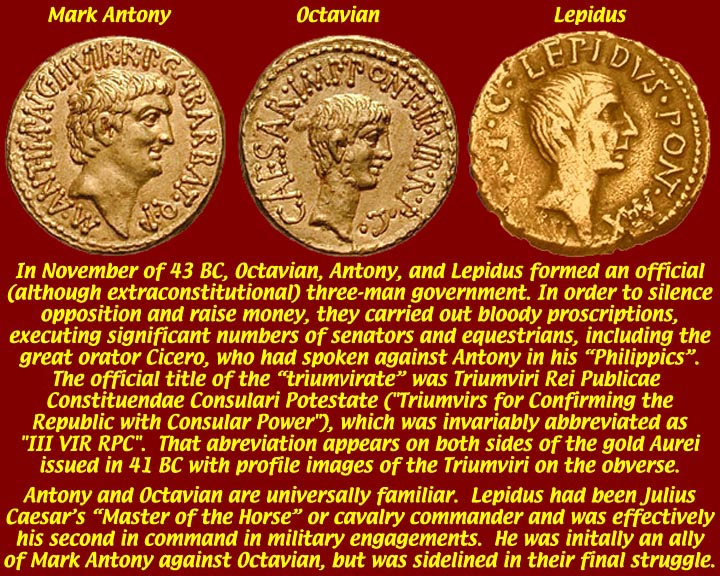 Mark Antony
Octavian
Lepidus
M·ANT·IMP·AVG·III·VIR·R·P·C·M·BARBAT·Q·P
CAESAR·IMP·PONT·III·VIR·R·P·C·
C·LEPIDVS·PONT·
In November of 43 BC, Octavian, Antony, and Lepidus formed an official
(although extraconstitutional) three-man government. In order to silence
opposition and raise money, they carried out bloody proscriptions,
executing significant numbers of senators and equestrians, including the
great orator Cicero, who had spoken against Antony in his “Philippics”.
The official title of the “triumvirate” was Triumviri Rei Publicae
Constituendae Consulari Potestate ("Triumvirs for Confirming the
Republic with Consular Power"), which was invariably abbreviated as
"III VIR RPC".  That abreviation appears on both sides of the gold Aurei
issued in 41 BC with profile images of the Triumviri on the obverse.
Antony and Octavian are universally familiar.  Lepidus had been Julius
Caesar’s “Master of the Horse” or cavalry commander and was effectively
his second in command in military engagements.  He was initally an ally
of Mark Antony against Octavian, but was sidelined in their final struggle.